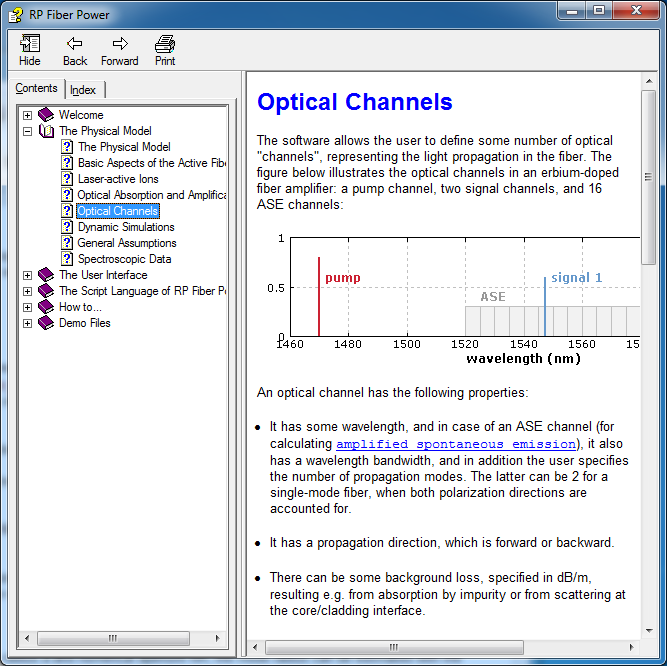 RP Fiber Power
Hide Back Forward Print
Contents Index
Welcome
The Physical Model
The Physical Model
Basic Aspects of the Active Fibe
Laser-active Ions
Optical Absorption and Amplifica
Optical Channels
Dynamic Simulations
General Assumptions
Spectroscopic Data
The User Interface
The Script Language of RP Fiber Po
How to...
Demo Files
Optical Channels
The software allows the user to define some number of optical
"channels", representing the light propagation in the fiber. The
figure below illustrates the optical channels in an erbium-doped
fiber amplifier: a pump channel, two signal channels, and 16
ASE channels:
1
pump
signal 1
0.5
ASE
0
1460 1480 1500 1520 1540 1560 15
wavelength (nm)
An optical channel has the following properties:
• It has some wavelength, and in case of an ASE channel (for
calculating amplified spontaneous emission), it also
has a wavelength bandwidth, and in addition the user specifies
the number of propagation modes. The latter can be 2 for a
single-mode fiber, when both polarization directions are
accounted for.
• It has a propagation direction, which is forward or backward.
• There can be some background loss, specified in dB/m,
resulting e.g. from absorption by impurity or from scattering at
the core/cladding interface.